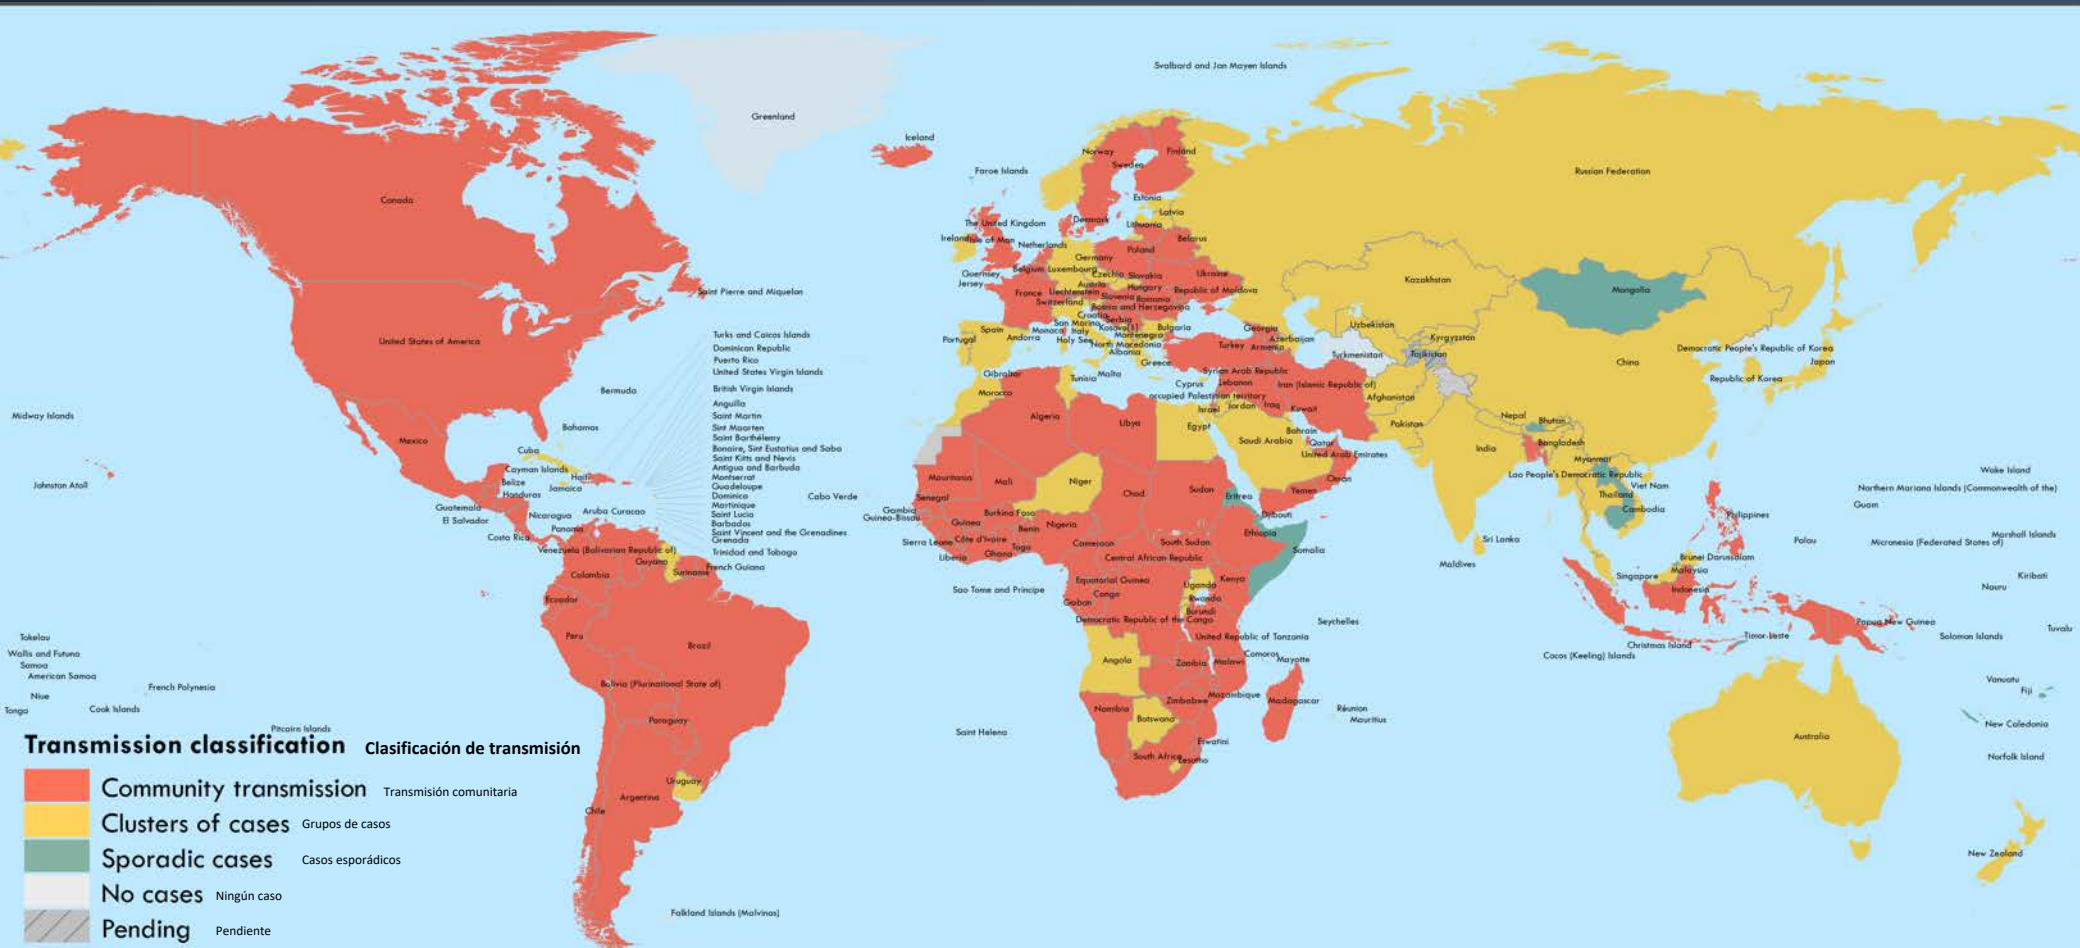 Svalbard and Jan Mayen Islands
Greenland
Iceland
Norway
Finland
Sweden
Faroe Islands
Russian Federation
Canada
Estonia
Latvia
The United Kingdom
Denmark
Lithuania
Ireland
Isle of Man
Netherlands
Belarus
Poland
Germany
Guernsey
Belgium
Luxembourg
Czechia
Slovakia
Ukraine
Jersey
Kazakhstan
Austria
Hungary
Mongolia
Saint Pierre and Miquelon
France
Liechtenstein
Republic of Moldova
Switzerland
Slovenia
Romania
Bosnia and Herzegovina
Croatia
Serbia
San Marino
Kosovo[1]
Bulgaria
Georgia
Uzbekistan
Spain
Monaco
Italy
Montenegro
Turks and Caicos Islands
Andorra
Azerbaijan
Kyrgyzstan
United States of America
Portugal
Holy See
North Macedonia
Turkey
Armenia
Dominican Republic
Albania
Turkmenistan
Tajikistan
Democratic People's Republic of Korea
Puerto Rico
Greece
China
Japan
United States Virgin Islands
Gibraltar
Malta
Syrian Arab Republic
Tunisia
Republic of Korea
British Virgin Islands
Bermuda
Morocco
Cyprus
Lebanon
Iran (Islamic Republic of)
occupied Palestinian territory
Afghanistan
Anguilla
Israel
Jordan
Iraq
Kuwait
Midway Islands
Saint Martin
Algeria
Libya
Nepal
Bhutan
Sint Maarten
Bahamas
Egypt
Bahrain
Pakistan
Saint Barthélemy
Mexico
Saudi Arabia
Qatar
Bangladesh
Bonaire, Sint Eustatius and Saba
Cuba
United Arab Emirates
India
Saint Kitts and Nevis
Myanmar
Antigua and Barbuda
Cayman Islands
Wake Island
Montserrat
Haiti
Mauritania
Mali
Niger
Oman
Lao People's Democratic Republic
Johnston Atoll
Belize
Jamaica
Guadeloupe
Viet Nam
Northern Mariana Islands (Commonwealth of the)
Honduras
Dominica
Cabo Verde
Senegal
Chad
Sudan
Eritrea
Yemen
Thailand
Guatemala
Martinique
Gambia
Burkina Faso
Cambodia
Guam
Nicaragua
Aruba
Curacao
Saint Lucia
Guinea-Bissau
Djibouti
Philippines
El Salvador
Barbados
Guinea
Benin
Nigeria
Panama
Saint Vincent and the Grenadines
Ethiopia
Marshall Islands
Costa Rica
Grenada
Sierra Leone
Côte d'Ivoire
Togo
Cameroon
South Sudan
Sri Lanka
Palau
Micronesia (Federated States of)
Venezuela (Bolivarian Republic of)
Trinidad and Tobago
Liberia
Ghana
Central African Republic
Somalia
Brunei Darussalam
Guyana
Suriname
French Guiana
Maldives
Malaysia
Colombia
Equatorial Guinea
Uganda
Kenya
Singapore
Kiribati
Sao Tome and Principe
Congo
Indonesia
Nauru
Ecuador
Gabon
Rwanda
Burundi
Democratic Republic of the Congo
Seychelles
Papua New Guinea
Tokelau
Peru
United Republic of Tanzania
Timor-Leste
Solomon Islands
Tuvalu
Brazil
Christmas Island
Wallis and Futuna
Comoros
Cocos (Keeling) Islands
Samoa
Angola
Zambia
Malawi
Mayotte
American Samoa
Bolivia (Plurinational State of)
Vanuatu
French Polynesia
Fiji
Niue
Zimbabwe
Mozambique
Madagascar
Tonga
Cook Islands
Namibia
Réunion
Paraguay
Botswana
Mauritius
New Caledonia
Pitcairn Islands
Saint Helena
Australia
Transmission classification Clasificación de transmisión
Eswatini
South Africa
Lesotho
Norfolk Island
Uruguay
Community transmission Transmisión comunitaria
Argentina
Chile
Clusters of cases Grupos de casos
Sporadic cases Casos esporádicos
New Zealand
No cases Ningún caso
Falkland Islands (Malvinas)
Pending Pendiente